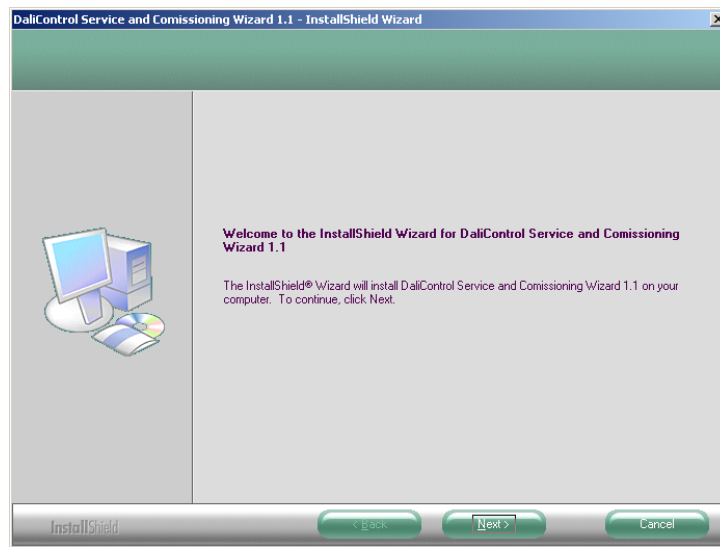 DaliControl Service and Comissioning Wizard 1.1 - InstallShield Wizard
Welcome to the InstallShield Wizard for DaliControl Service and Comissioning
Wizard 1.1
The InstallShield® Wizard will install DaliControl Service and Comissioning Wizard 1.1 on your
computer. To continue, click Next.
InstallShield
< Back
Next >
Cancel